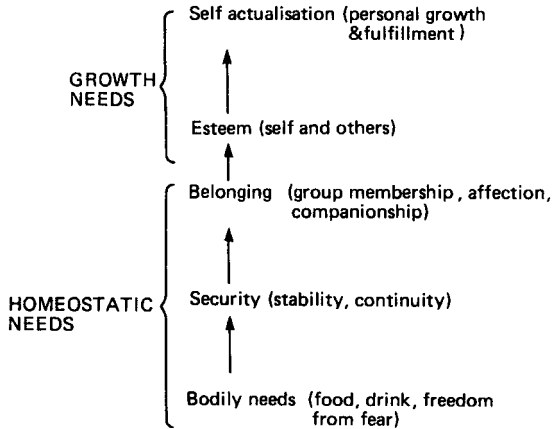 Self actualisation (personal growth
&fulfillment)
GROWTH
NEEDS
Esteem (self and others)
Belonging (group membership, affection,
companionship)
HOMEOSTATIC
NEEDS
Security (stability, continuity)
Bodily needs (food, drink, freedom
from fear)